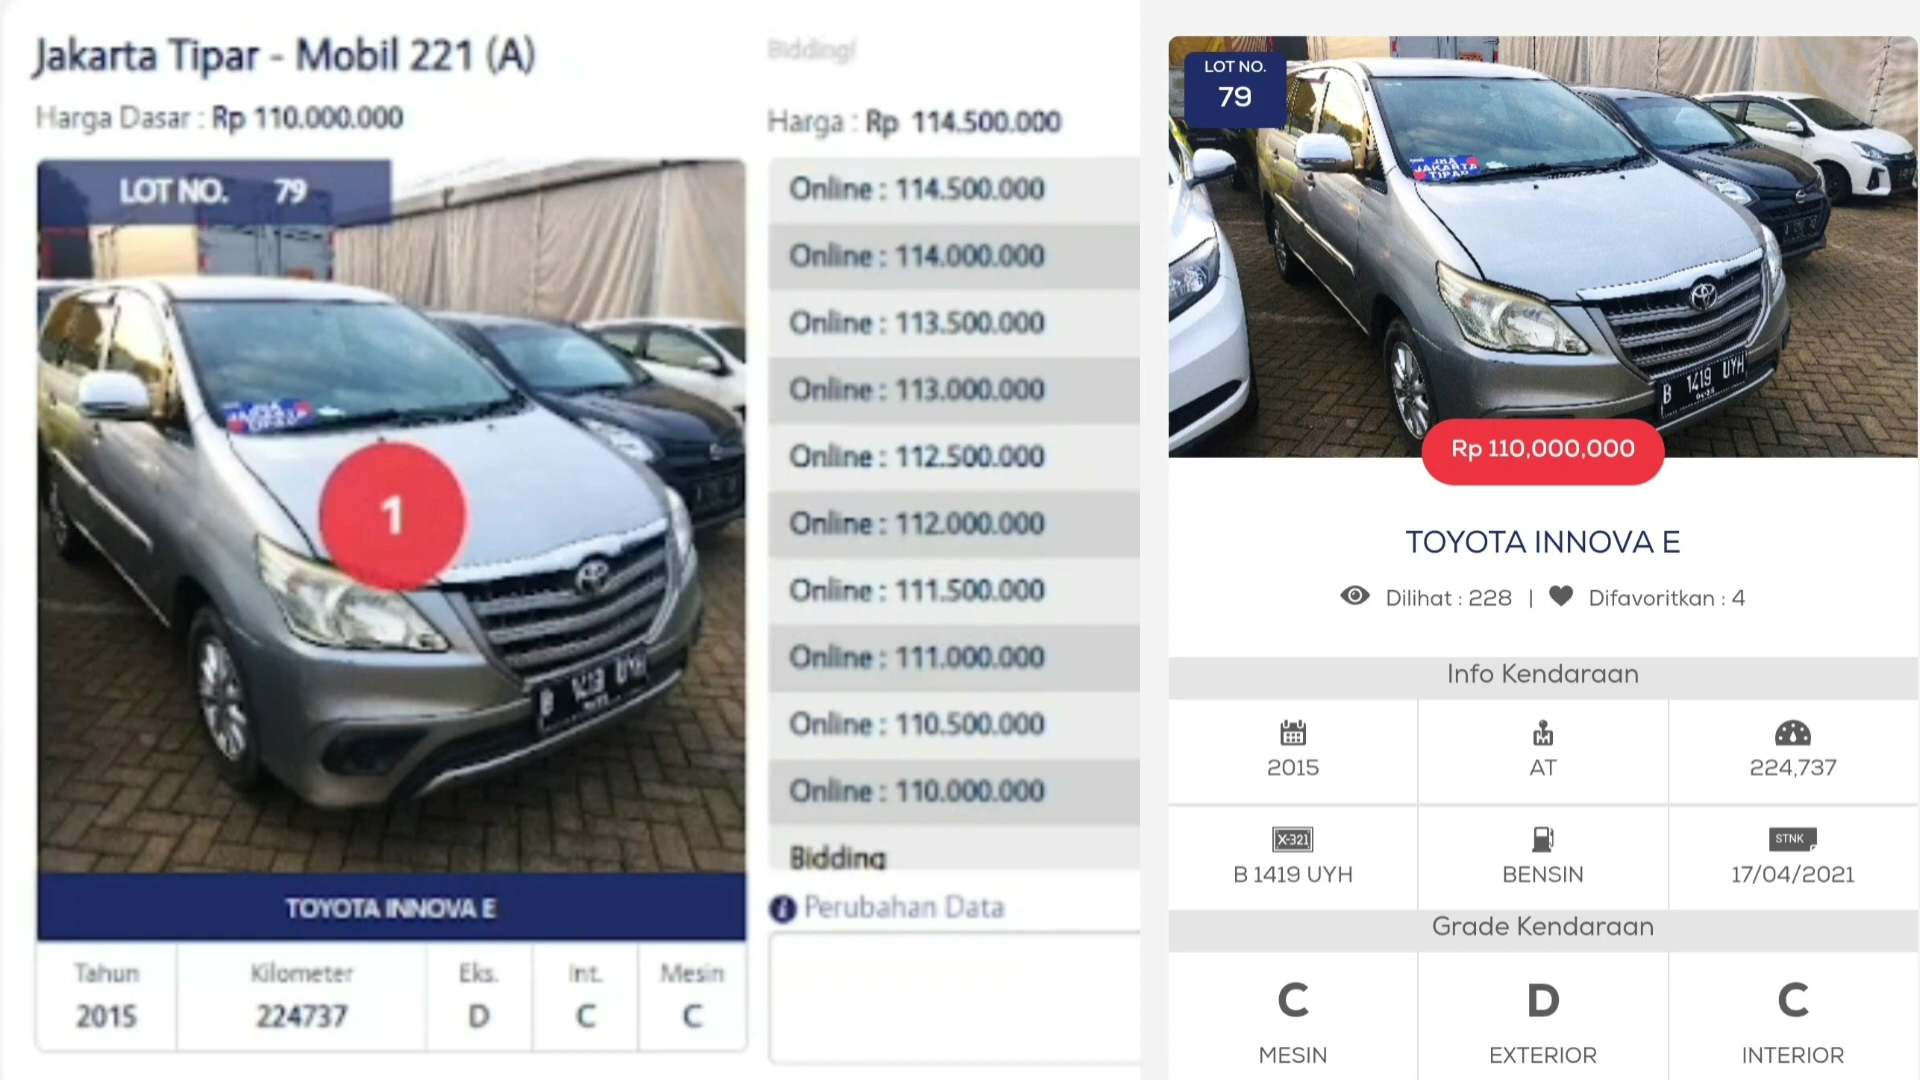 Jakarta Tipar - Mobil 221 (A)
Harga Dasar : Rp 110.000.000
LOT NO. 79
1
TOYOTA INNOVA E
Tahun Kilometer Eks. Int. Mesin
2015 224737 D C C
Bidding!
Harga : Rp 114.500.000
Online : 114.500.000
Online : 114.000.000
Online : 113.500.000
Online : 113.000.000
Online : 112.500.000
Online : 112.000.000
Online : 111.500.000
Online : 111.000.000
Online : 110.500.000
Online : 110.000.000
Bidding
Perubahan Data
LOT NO.
79
JBA
JAKARTA
TIPAR
B 1419 UYH
Rp 110,000,000
TOYOTA INNOVA E
Dilihat : 228 | Difavoritkan : 4
Info Kendaraan
2015 AT 224,737
X-321 STNK
B 1419 UYH BENSIN 17/04/2021
Grade Kendaraan
C D C
MESIN EXTERIOR INTERIOR